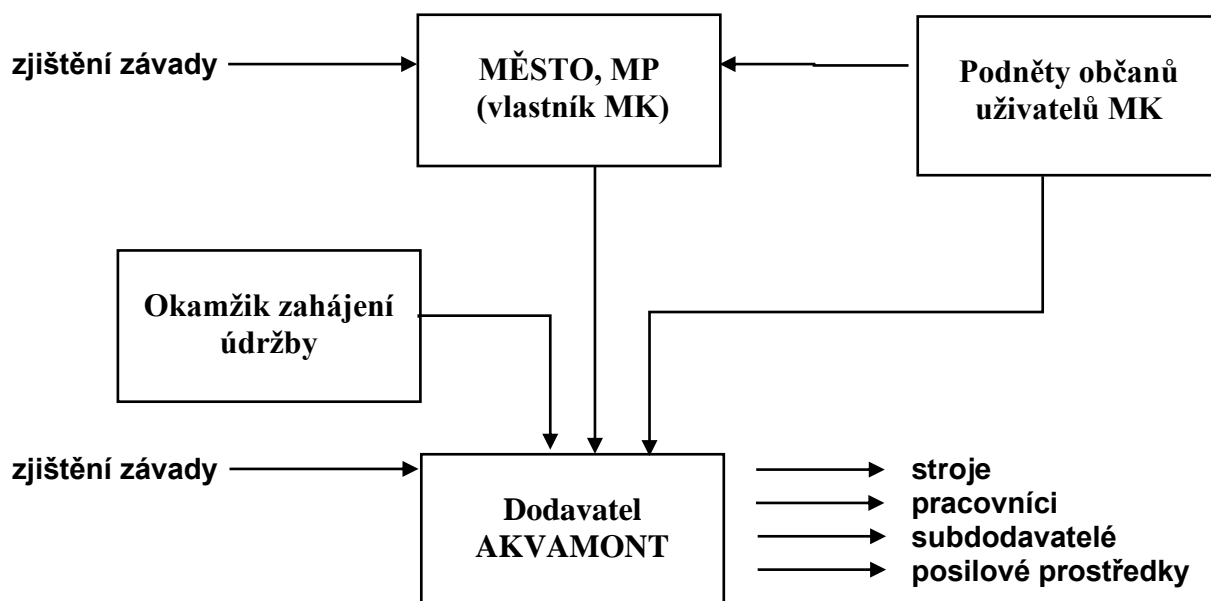 zjištění závady
MĚSTO, MP
(vlastník MK)
Podněty občanů
uživatelů MK
Okamžik zahájení
údržby
zjištění závady
Dodavatel
AKVAMONT
stroje
pracovníci
subdodavatelé
posilové prostředky